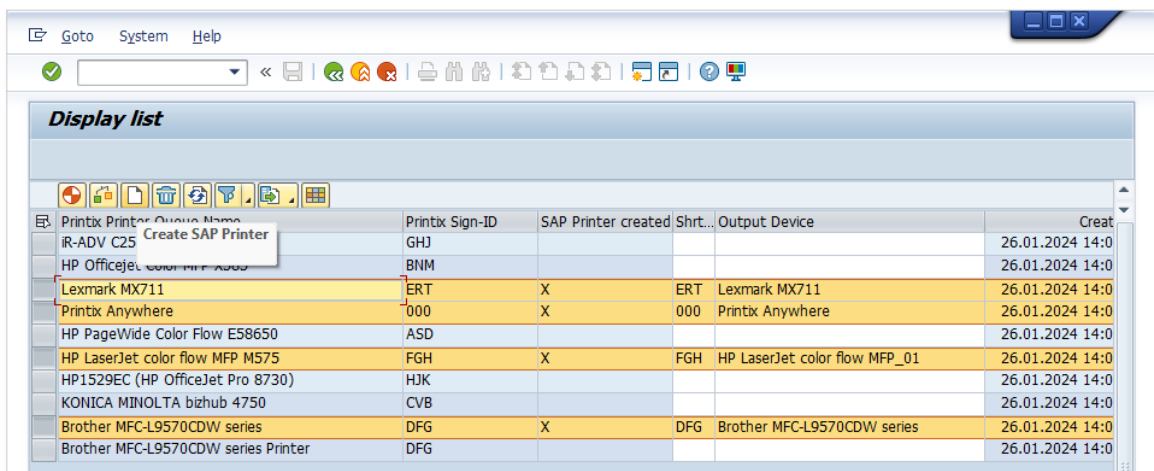 Goto System Help
Display list
Printix Printer Queue Name Printix Sign-ID SAP Printer created Shrt... Output Device Creat
Create SAP Printer
iR-ADV C25 GHJ 26.01.2024 14:0
HP Officejet Color MFP X585 BNM 26.01.2024 14:0
Lexmark MX711 ERT X ERT Lexmark MX711 26.01.2024 14:0
Printix Anywhere 000 X 000 Printix Anywhere 26.01.2024 14:0
HP PageWide Color Flow E58650 ASD 26.01.2024 14:0
HP LaserJet color flow MFP M575 FGH X FGH HP LaserJet color flow MFP_01 26.01.2024 14:0
HP1529EC (HP OfficeJet Pro 8730) HJK 26.01.2024 14:0
KONICA MINOLTA bizhub 4750 CVB 26.01.2024 14:0
Brother MFC-L9570CDW series DFG X DFG Brother MFC-L9570CDW series 26.01.2024 14:0
Brother MFC-L9570CDW series Printer DFG 26.01.2024 14:0